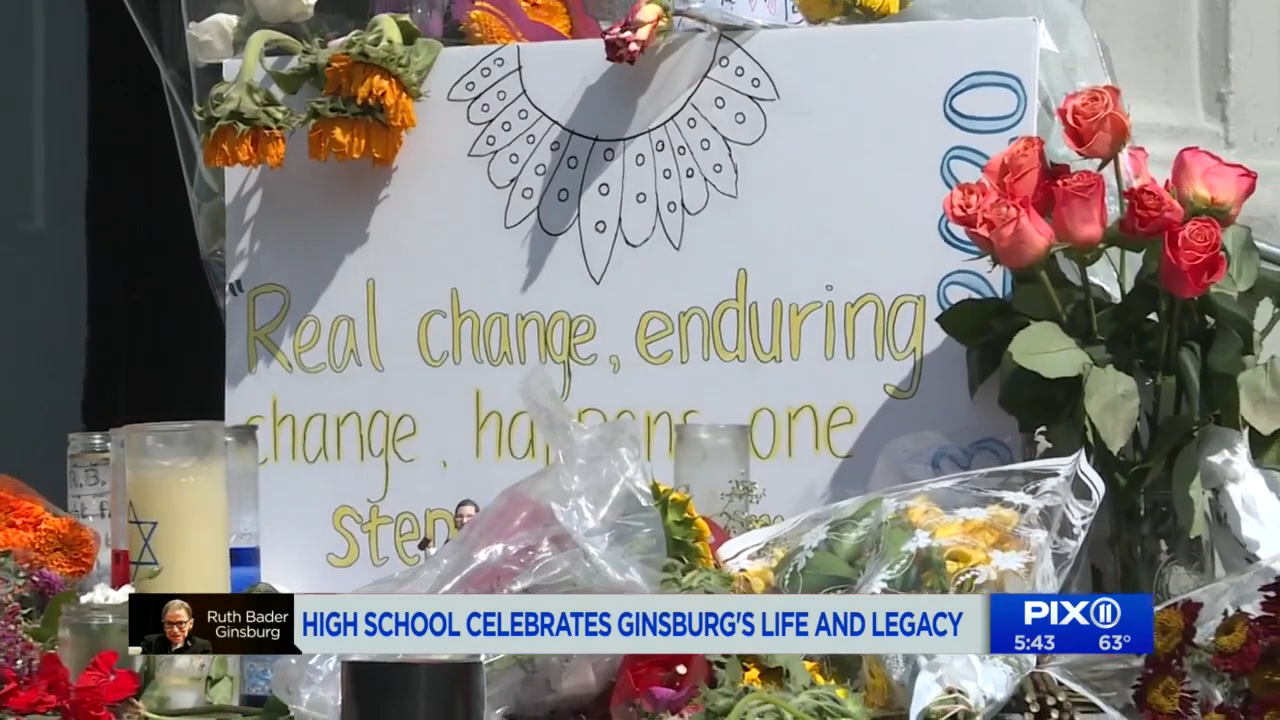 2020
"Real change, enduring
change, happens one
step
R.B.
Ruth Bader
Ginsburg
HIGH SCHOOL CELEBRATES GINSBURG'S LIFE AND LEGACY
PIX11
5:43 63°